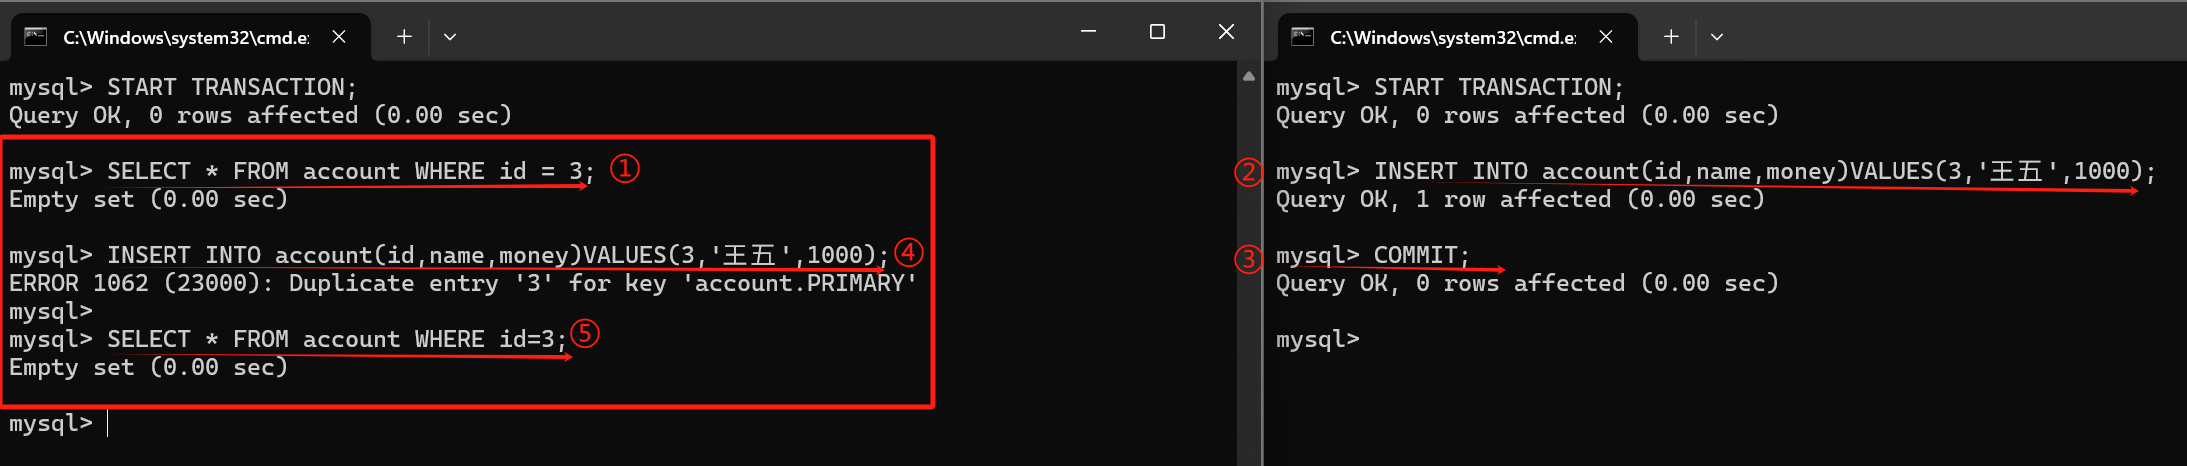 C:\Windows\system32\cmd.e
mysql> START TRANSACTION;
Query OK, 0 rows affected (0.00 sec)
mysql> SELECT * FROM account WHERE id = 3; ①
Empty set (0.00 sec)
mysql> INSERT INTO account(id,name,money)VALUES(3,'王五',1000); ④
ERROR 1062 (23000): Duplicate entry '3' for key 'account.PRIMARY'
mysql>
mysql> SELECT * FROM account WHERE id=3; ⑤
Empty set (0.00 sec)
mysql>
C:\Windows\system32\cmd.e
mysql> START TRANSACTION;
Query OK, 0 rows affected (0.00 sec)
② mysql> INSERT INTO account(id,name,money)VALUES(3,'王五',1000);
Query OK, 1 row affected (0.00 sec)
③ mysql> COMMIT;
Query OK, 0 rows affected (0.00 sec)
mysql>